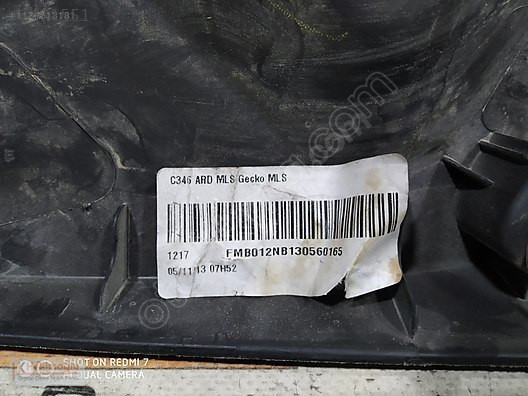 C346 ARD MLS Gecko MLS
1217 FMB012NB130560165
05/11/13 07H52
SHOT ON REDMI 7
AI DUAL CAMERA